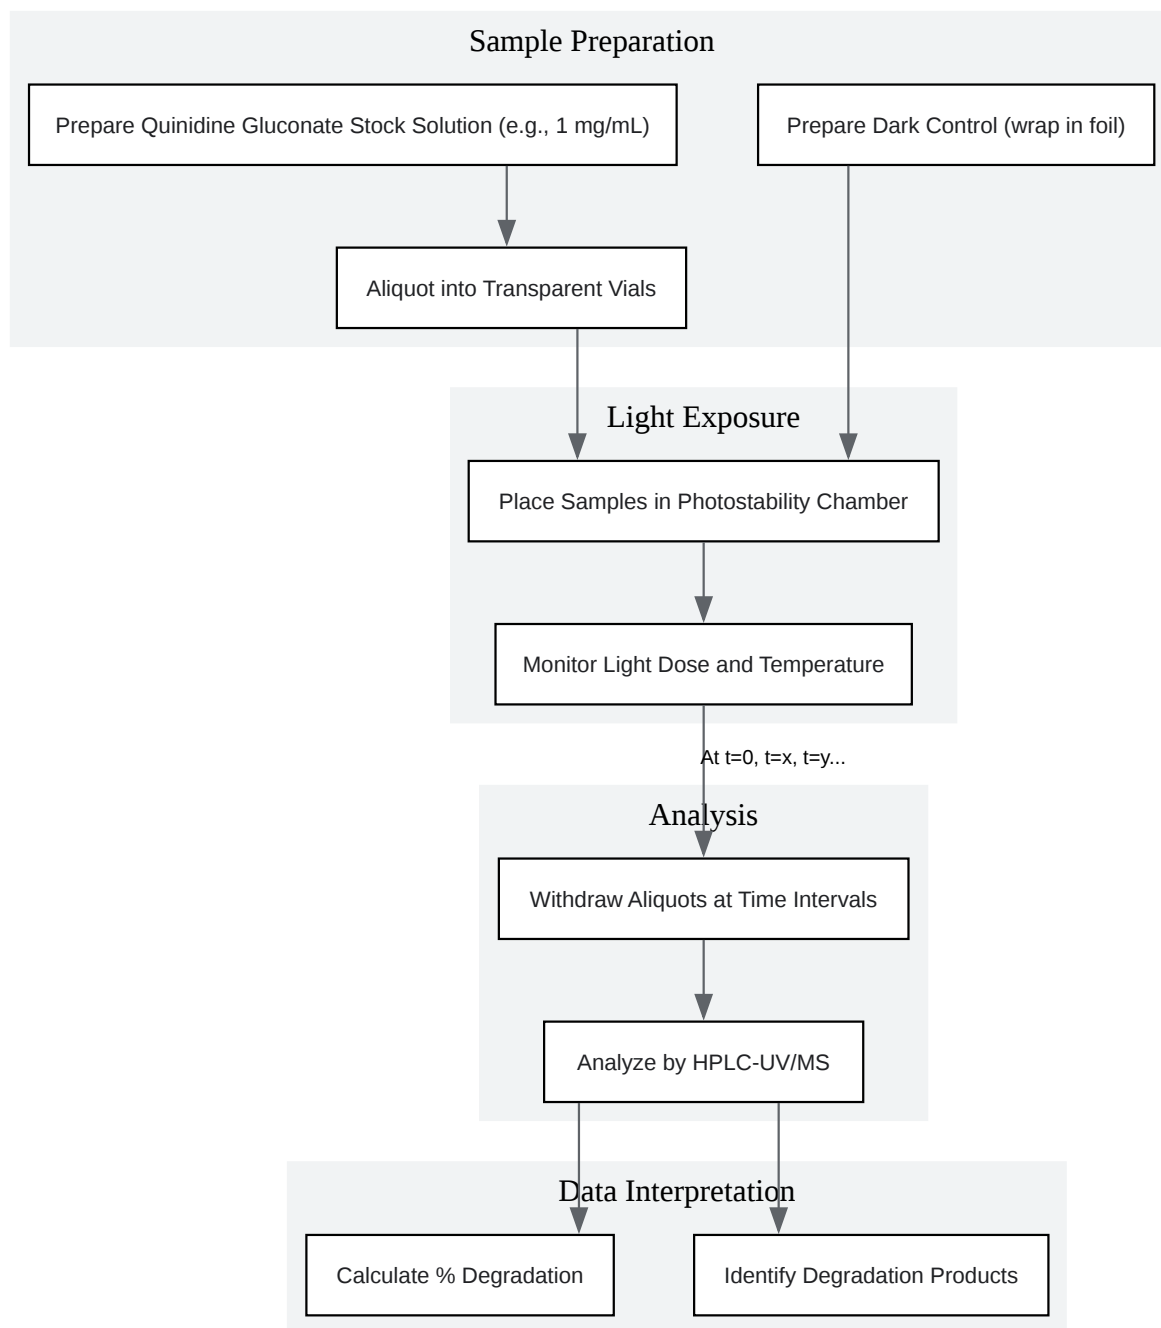 Sample Preparation
Prepare Quinidine Gluconate Stock Solution (e.g., 1 mg/mL)
Prepare Dark Control (wrap in foil)
Aliquot into Transparent Vials
Light Exposure
Place Samples in Photostability Chamber
Monitor Light Dose and Temperature
At t=0, t=x, t=y...
Analysis
Withdraw Aliquots at Time Intervals
Analyze by HPLC-UV/MS
Data Interpretation
Calculate % Degradation
Identify Degradation Products